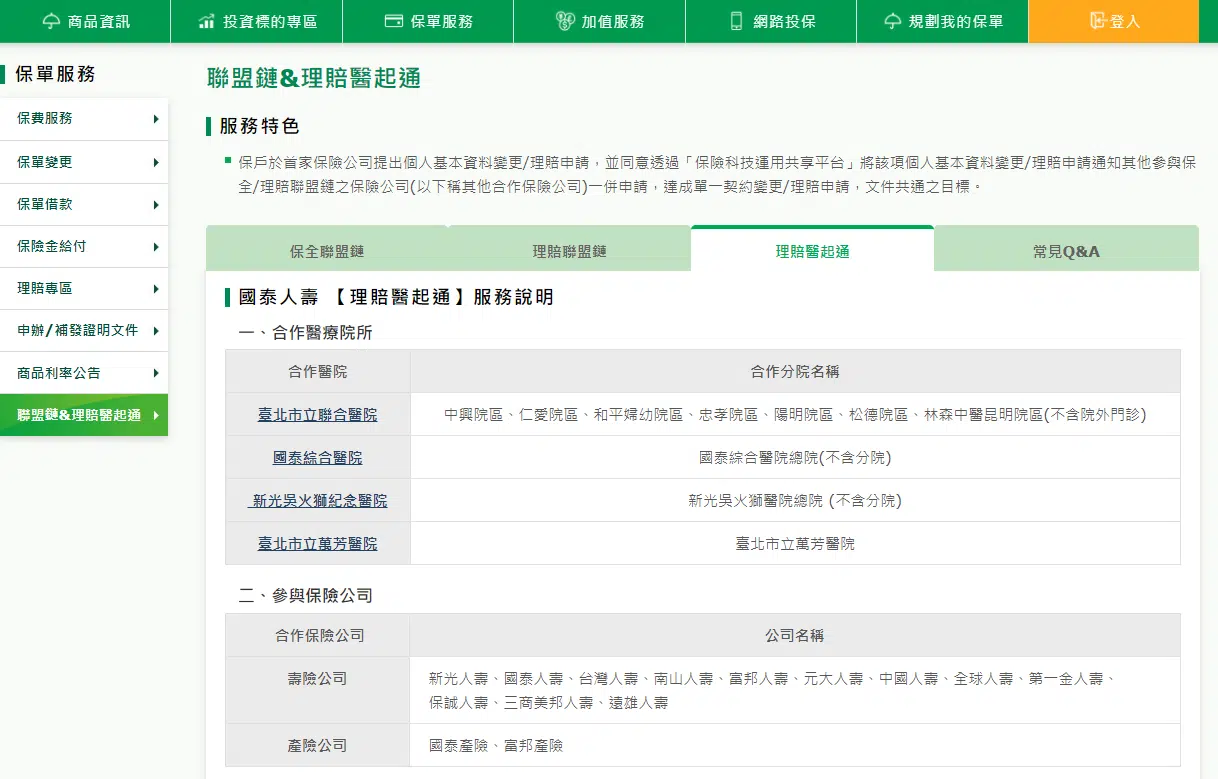 商品資訊 投資標的專區 保單服務 加值服務 網路投保 規劃我的保單 登入
保單服務
保費服務
保單變更
保單借款
保險金給付
理賠專區
申辦/補發證明文件
商品利率公告
聯盟鏈&理賠醫起通
聯盟鏈&理賠醫起通
服務特色
保戶於首家保險公司提出個人基本資料變更/理賠申請，並同意透過「保險科技運用共享平台」將該項個人基本資料變更/理賠申請通知其他參與保
全/理賠聯盟鏈之保險公司(以下稱其他合作保險公司)一併申請，達成單一契約變更/理賠申請，文件共通之目標。
保全聯盟鏈 理賠聯盟鏈 理賠醫起通 常見Q&A
國泰人壽 【理賠醫起通】服務說明
一、合作醫療院所
合作醫院 合作分院名稱
臺北市立聯合醫院 中興院區、仁愛院區、和平婦幼院區、忠孝院區、陽明院區、松德院區、林森中醫昆明院區(不含院外門診)
國泰綜合醫院 國泰綜合醫院總院(不含分院)
新光吳火獅紀念醫院 新光吳火獅醫院總院 (不含分院)
臺北市立萬芳醫院 臺北市立萬芳醫院
二、參與保險公司
合作保險公司 公司名稱
壽險公司 新光人壽、國泰人壽、台灣人壽、南山人壽、富邦人壽、元大人壽、中國人壽、全球人壽、第一金人壽、
保誠人壽、三商美邦人壽、遠雄人壽
產險公司 國泰產險、富邦產險